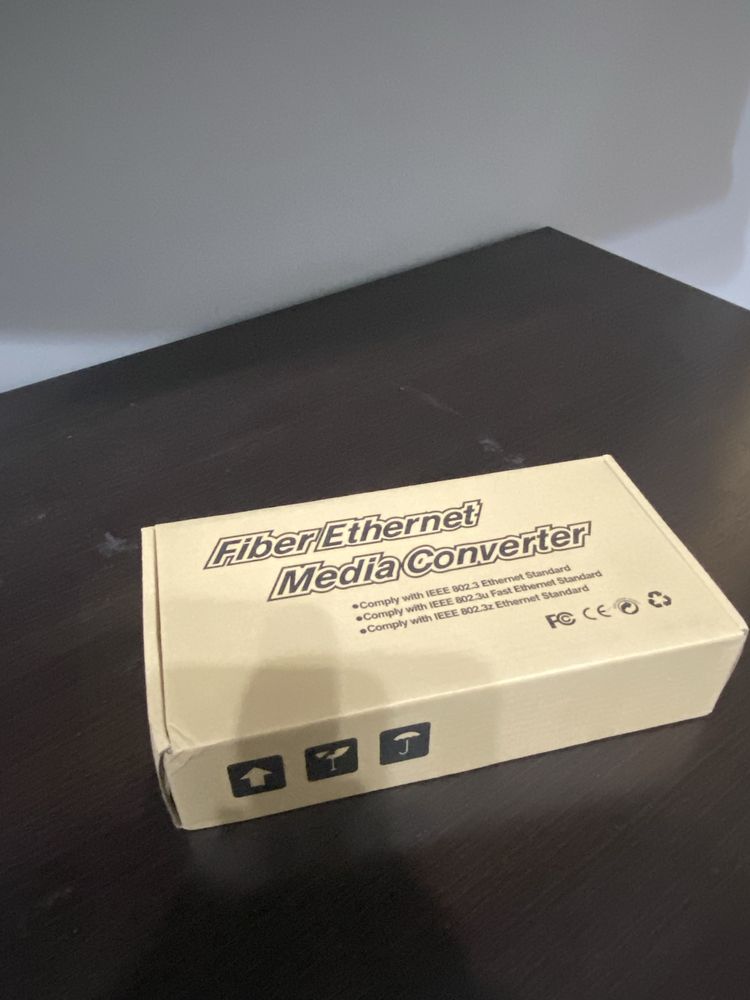 Fiber Ethernet
Media Converter
•Comply with IEEE 802.3 Ethernet Standard
•Comply with IEEE 802.3u Fast Ethernet Standard
•Comply with IEEE 802.3z Ethernet Standard
FC CE